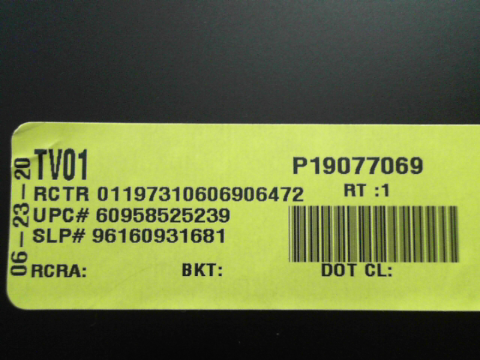 06-23-20
TV01
P19077069
RCTR 01197310606906472
RT :1
UPC# 60958525239
SLP# 96160931681
RCRA: BKT: DOT CL: